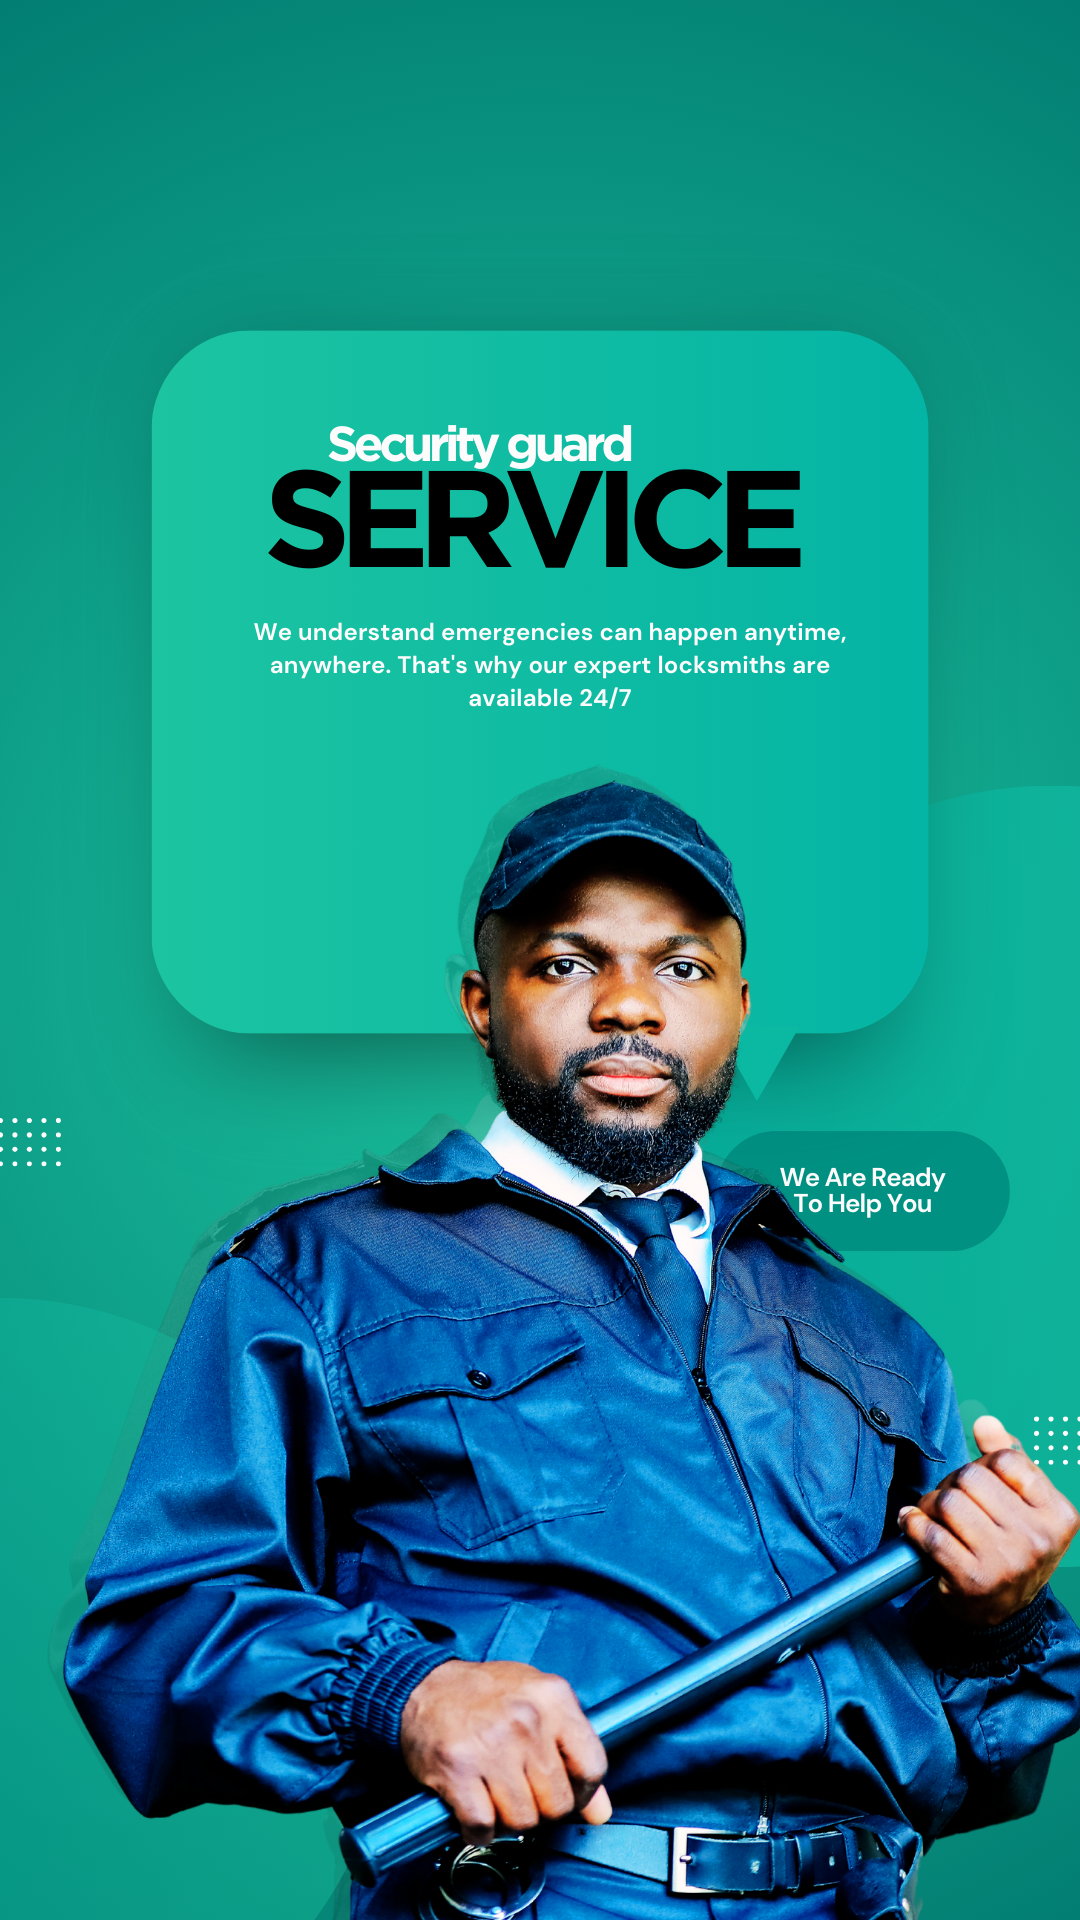 Security guard
SERVICE
We understand emergencies can happen anytime,
anywhere. That's why our expert locksmiths are
available 24/7
We Are Ready
To Help You